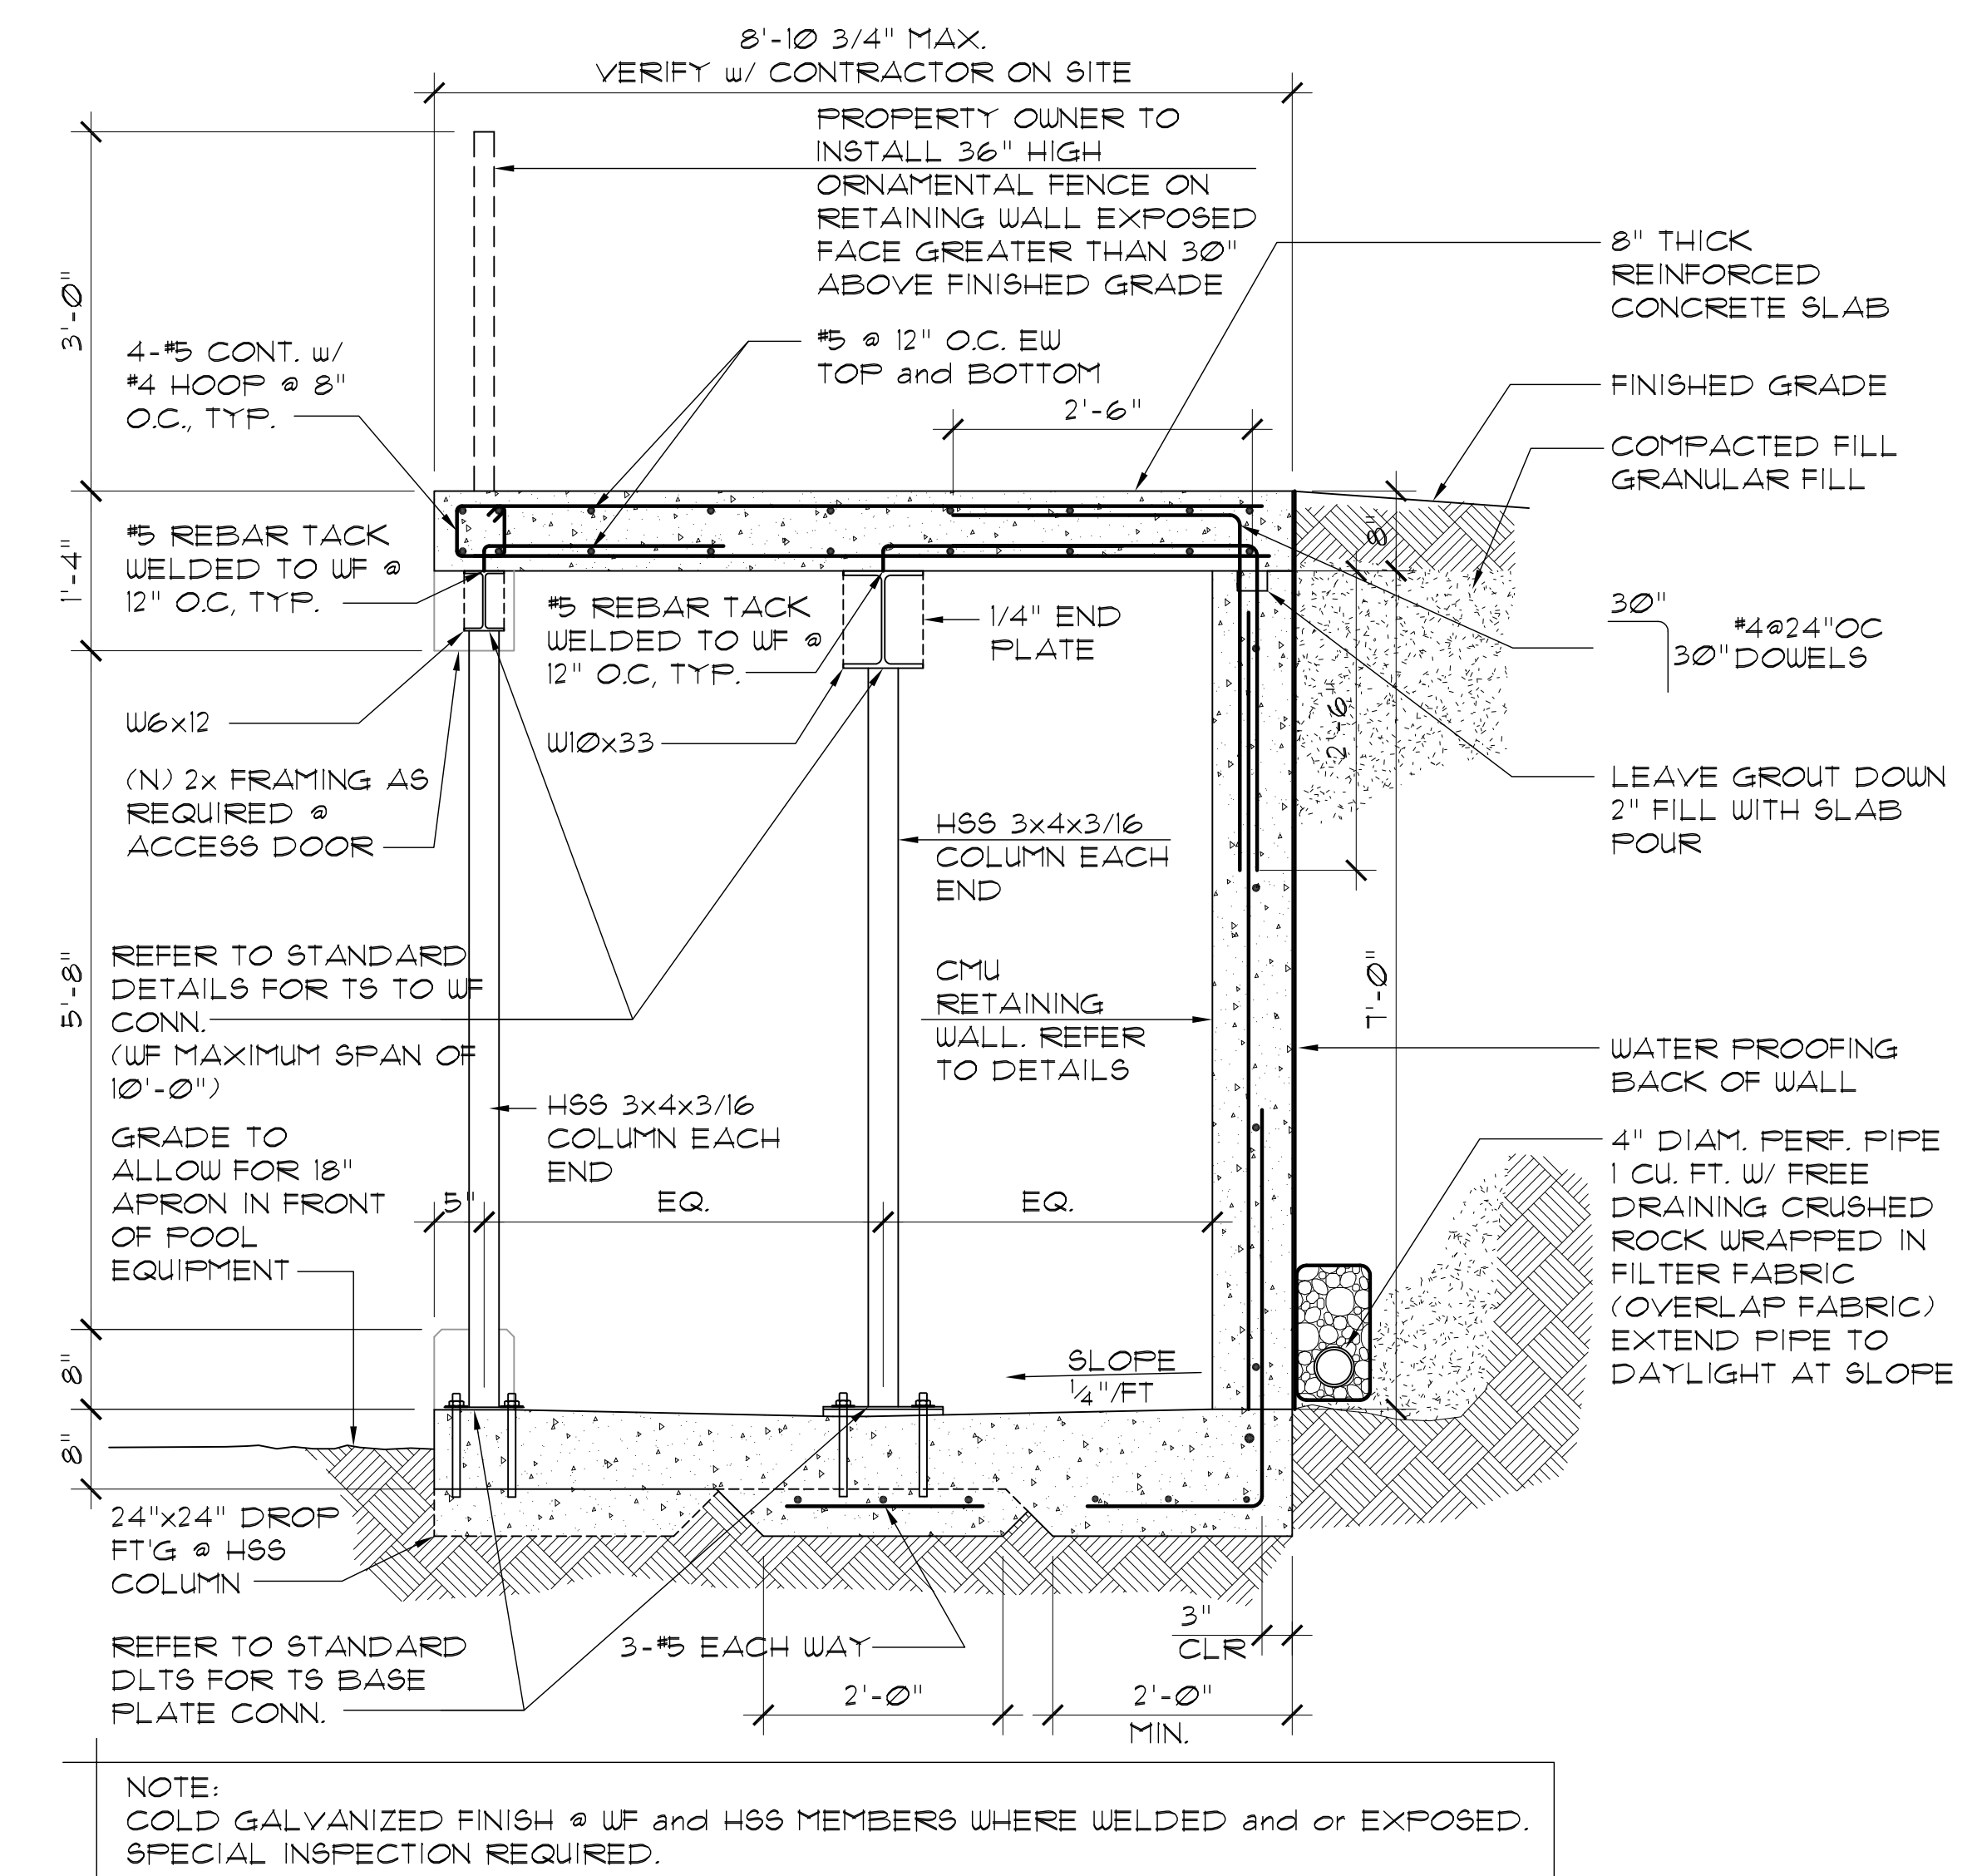 8'-10 3/4" MAX.
VERIFY w/ CONTRACTOR ON SITE
PROPERTY OWNER TO
INSTALL 36" HIGH
ORNAMENTAL FENCE ON
RETAINING WALL EXPOSED
FACE GREATER THAN 30"
ABOVE FINISHED GRADE
3'-0"
8" THICK
REINFORCED
CONCRETE SLAB
4-#5 CONT. w/
#4 HOOP @ 8"
O.C., TYP.
#5 @ 12" O.C. EW
TOP and BOTTOM
2'-6"
FINISHED GRADE
COMPACTED FILL
GRANULAR FILL
1'-4"
#5 REBAR TACK
WELDED TO WF @
12" O.C, TYP.
#5 REBAR TACK
WELDED TO WF @
12" O.C, TYP.
1/4" END
PLATE
8"
30"
30"
#4@24"OC
DOWELS
W6x12
W10x33
2'-6"
(N) 2x FRAMING AS
REQUIRED @
ACCESS DOOR
LEAVE GROUT DOWN
2" FILL WITH SLAB
POUR
HSS 3x4x3/16
COLUMN EACH
END
5'-8"
REFER TO STANDARD
DETAILS FOR TS TO WF
CONN.
(WF MAXIMUM SPAN OF
10'-0")
CMU
RETAINING
WALL. REFER
TO DETAILS
7'-0"
WATER PROOFING
BACK OF WALL
HSS 3x4x3/16
COLUMN EACH
END
GRADE TO
ALLOW FOR 18"
APRON IN FRONT
OF POOL
EQUIPMENT
5"
EQ.
EQ.
4" DIAM. PERF. PIPE
1 CU. FT. W/ FREE
DRAINING CRUSHED
ROCK WRAPPED IN
FILTER FABRIC
(OVERLAP FABRIC)
EXTEND PIPE TO
DAYLIGHT AT SLOPE
8"
SLOPE
1/4"/FT
8"
24"x24" DROP
FT'G @ HSS
COLUMN
REFER TO STANDARD
DLTS FOR TS BASE
PLATE CONN.
3-#5 EACH WAY
3"
CLR
2'-0"
2'-0"
MIN.
NOTE:
COLD GALVANIZED FINISH @ WF and HSS MEMBERS WHERE WELDED and or EXPOSED.
SPECIAL INSPECTION REQUIRED.